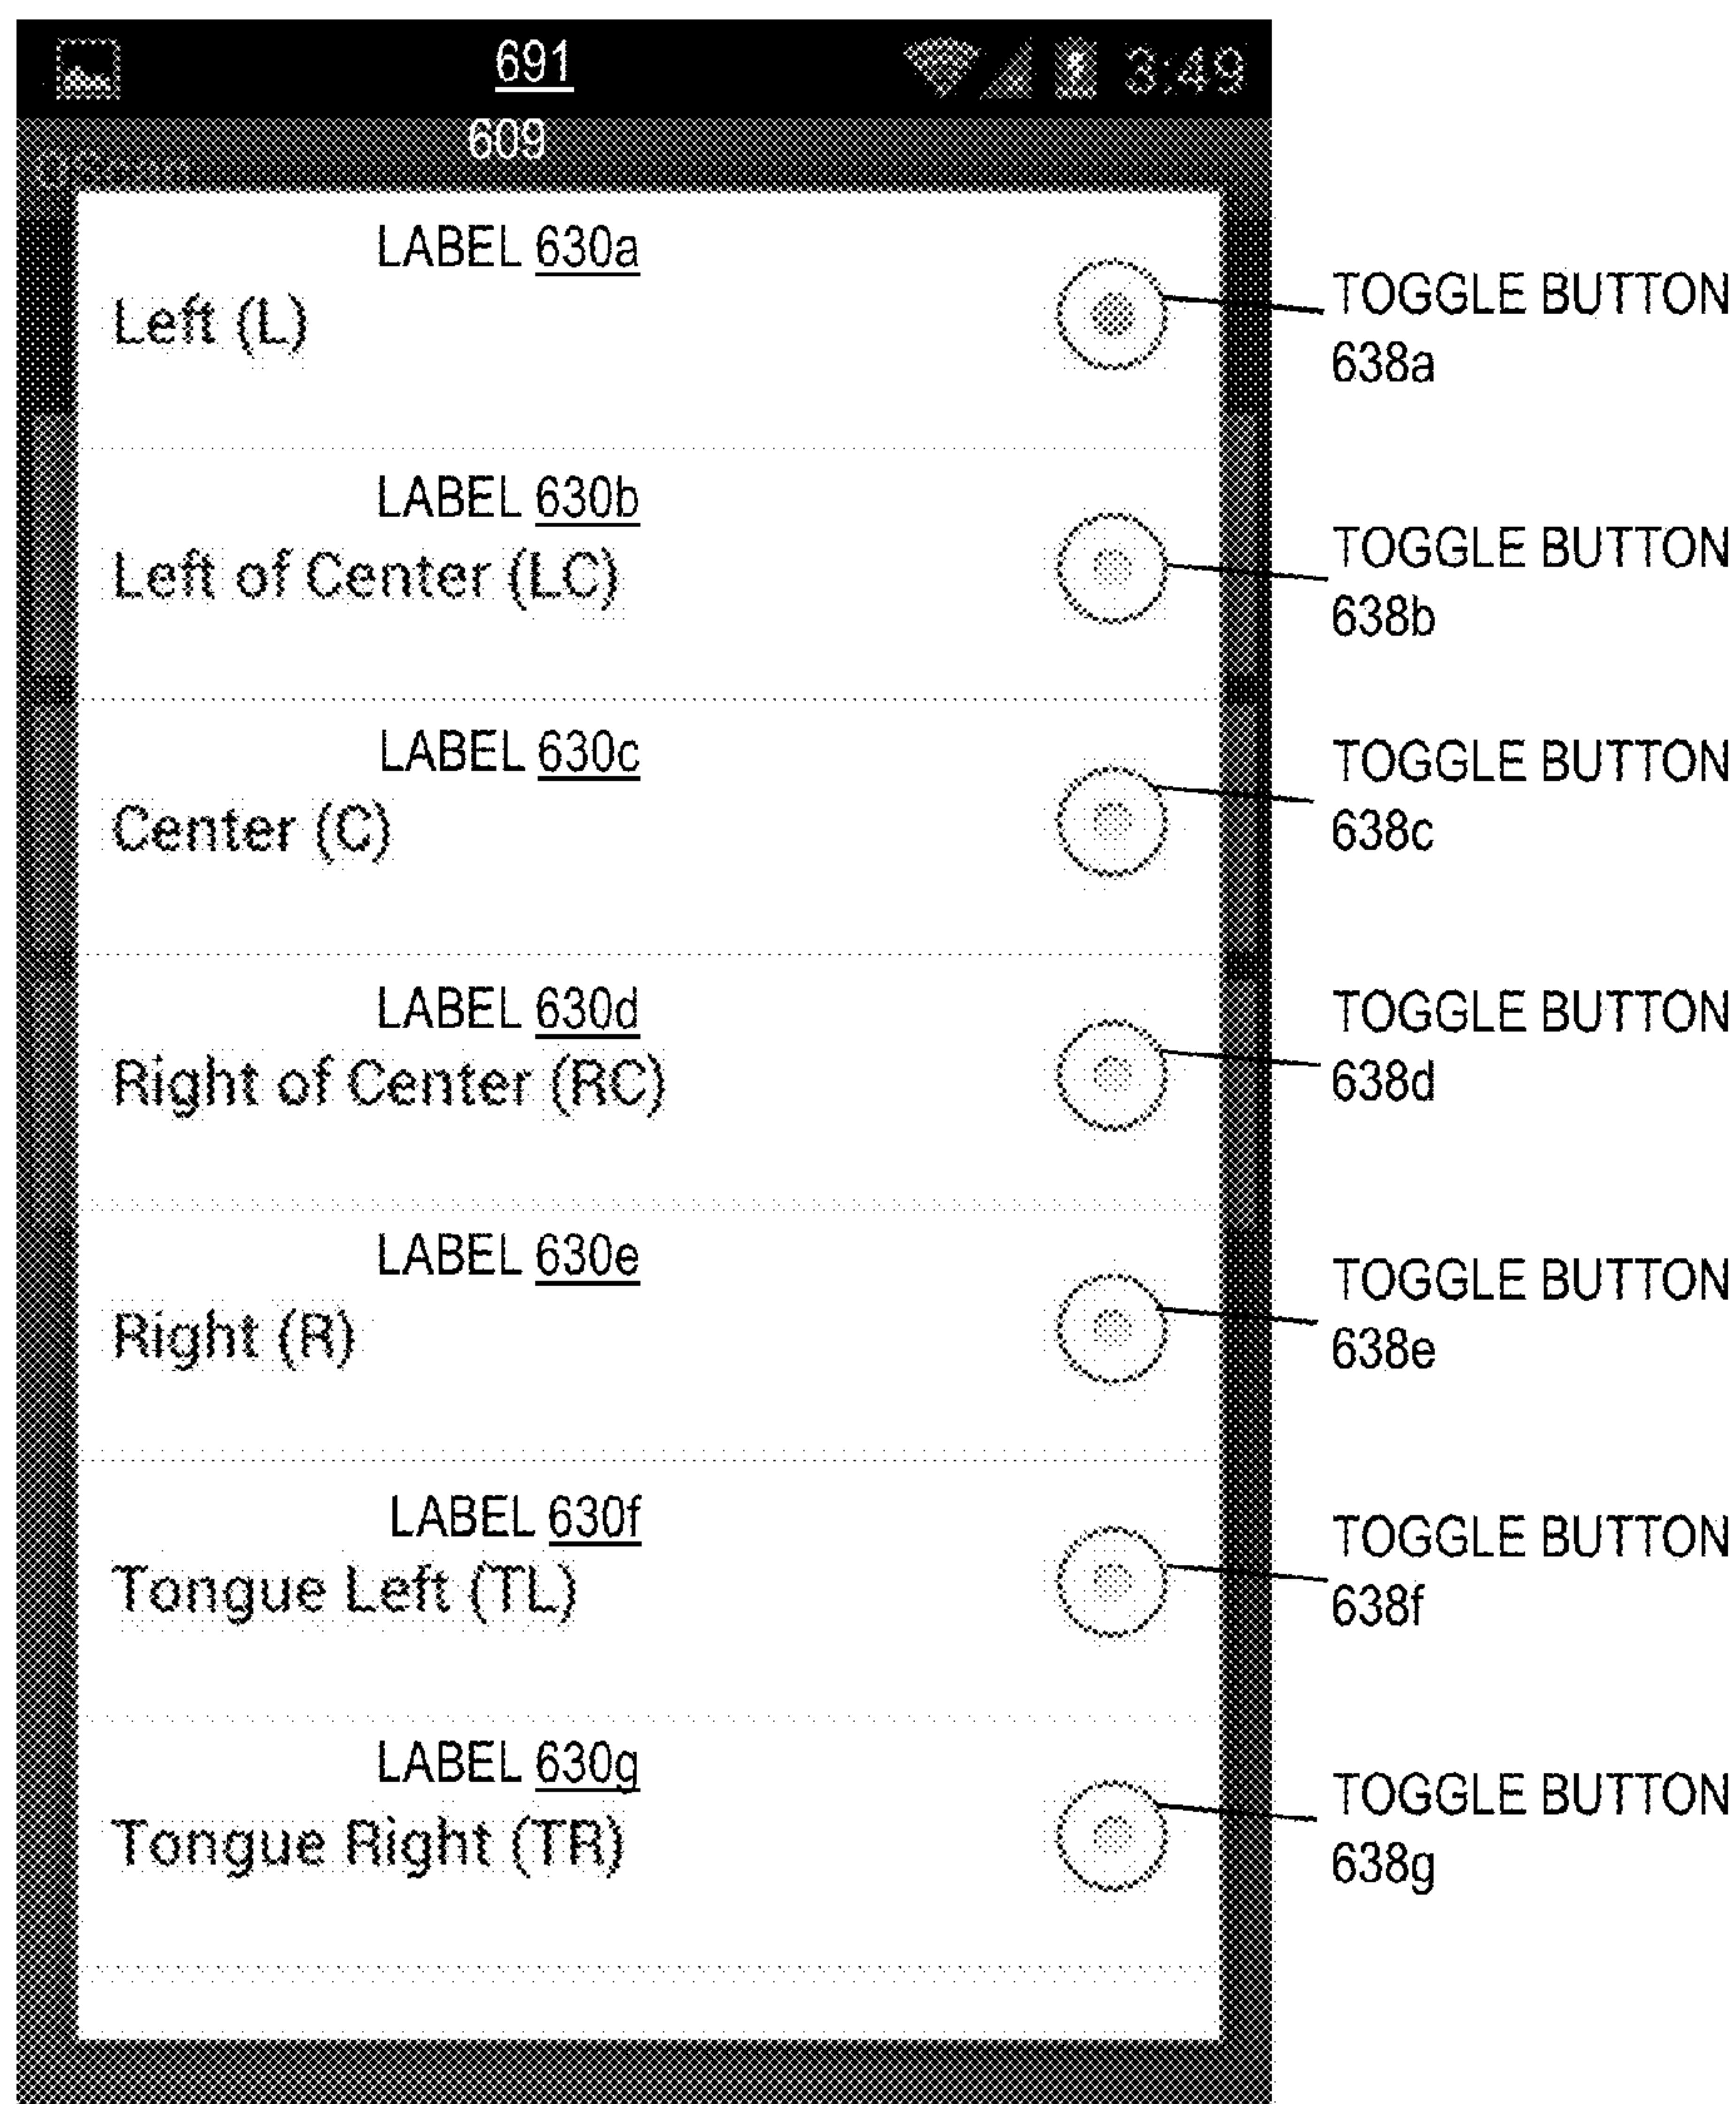 691
3:49
609
LABEL 630a
Left (L)
TOGGLE BUTTON
638a
LABEL 630b
Left of Center (LC)
TOGGLE BUTTON
638b
LABEL 630c
Center (C)
TOGGLE BUTTON
638c
LABEL 630d
Right of Center (RC)
TOGGLE BUTTON
638d
LABEL 630e
Right (R)
TOGGLE BUTTON
638e
LABEL 630f
Tongue Left (TL)
TOGGLE BUTTON
638f
LABEL 630g
Tongue Right (TR)
TOGGLE BUTTON
638g